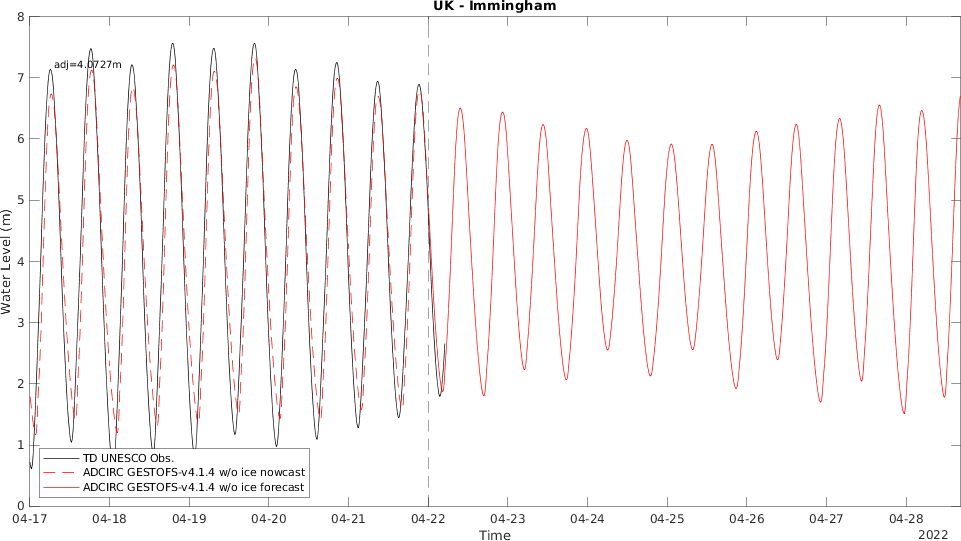 UK - Immingham
8
adj=4.0727m
7
6
5
4
3
2
1
0
Water Level (m)
TD UNESCO Obs.
ADCIRC GESTOFS-v4.1.4 w/o ice nowcast
ADCIRC GESTOFS-v4.1.4 w/o ice forecast
04-17 04-18 04-19 04-20 04-21 04-22 04-23 04-24 04-25 04-26 04-27 04-28
Time
2022